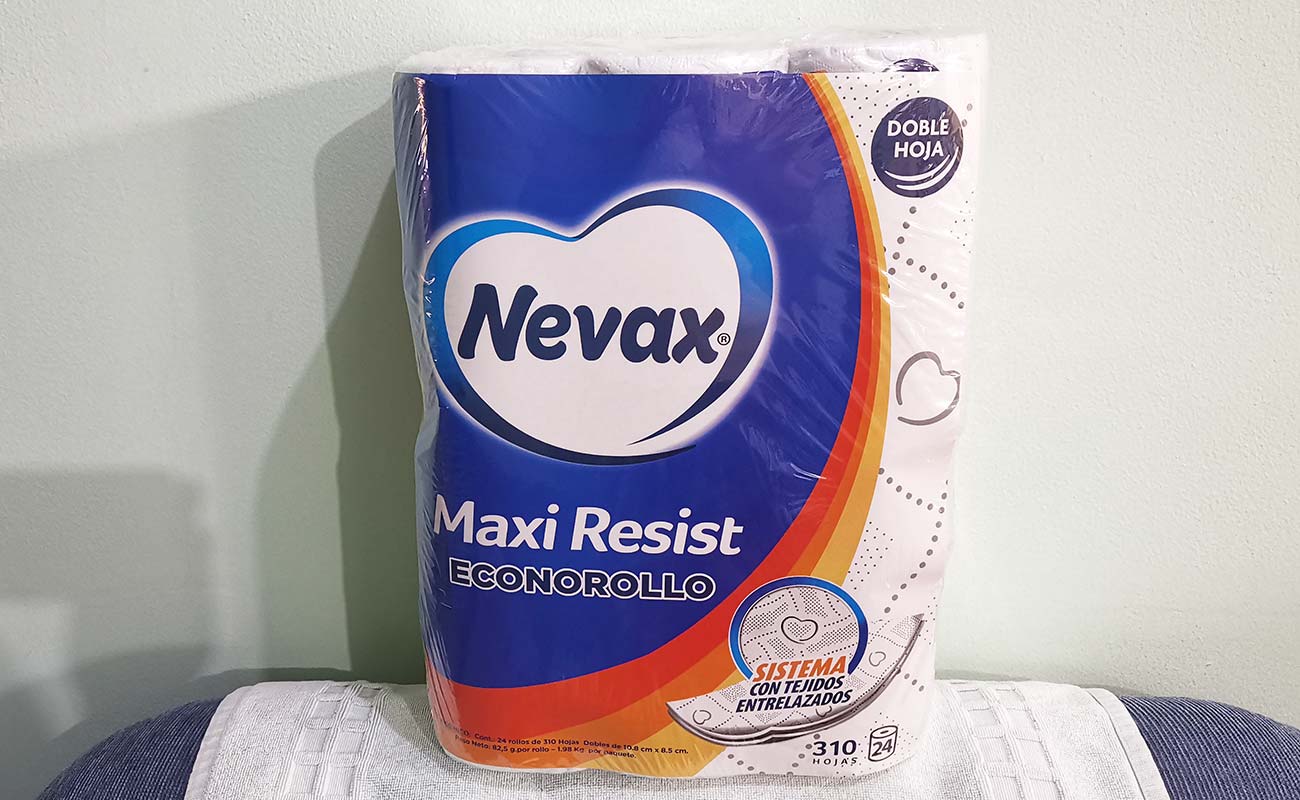 DOBLE
HOJA
Nevax®
Maxi Resist
ECONOROLLO
SISTEMA
CON TEJIDOS
ENTRELAZADOS
Cont.: 24 rollos de 310 Hojas Dobles de 10.8 cm x 8.5 cm.
Peso Neto: 82,5 g.por rollo – 1.98 Kg. por paquete.
310
HOJAS
24